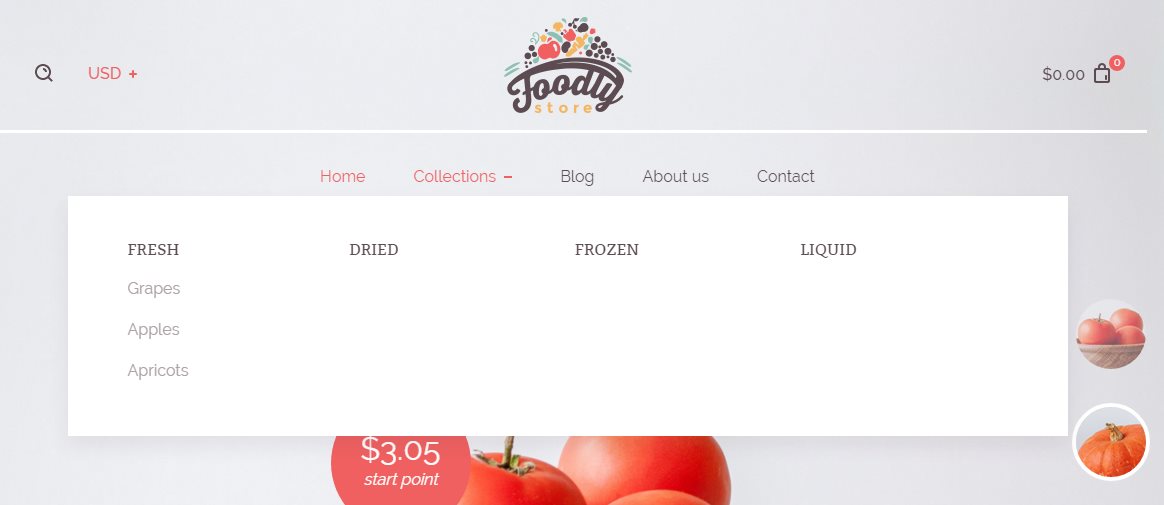 USD +
Foodly
store
$0.00
0
Home
Collections –
Blog
About us
Contact
FRESH
DRIED
FROZEN
LIQUID
Grapes
Apples
Apricots
$3.05
start point